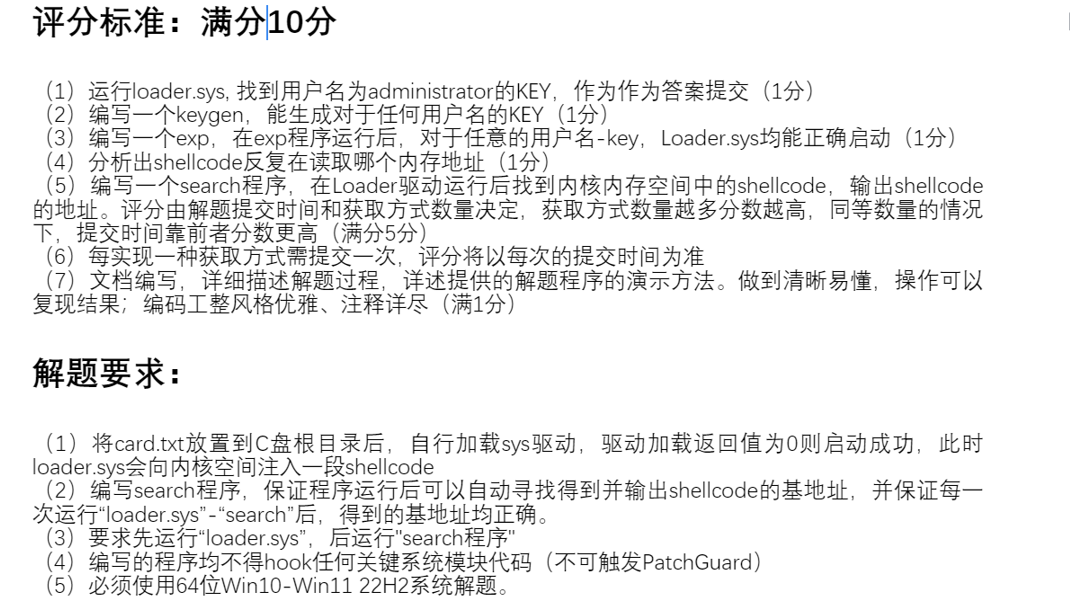 评分标准：满分10分
（1）运行loader.sys, 找到用户名为administrator的KEY，作为作为答案提交（1分）
（2）编写一个keygen，能生成对于任何用户名的KEY（1分）
（3）编写一个exp，在exp程序运行后，对于任意的用户名-key，Loader.sys均能正确启动（1分）
（4）分析出shellcode反复在读取哪个内存地址（1分）
（5）编写一个search程序，在Loader驱动运行后找到内核内存空间中的shellcode，输出shellcode
的地址。评分由解题提交时间和获取方式数量决定，获取方式数量越多分数越高，同等数量的情况
下，提交时间靠前者分数更高（满分5分）
（6）每实现一种获取方式需提交一次，评分将以每次的提交时间为准
（7）文档编写，详细描述解题过程，详述提供的解题程序的演示方法。做到清晰易懂，操作可以
复现结果；编码工整风格优雅、注释详尽（满1分）
解题要求：
（1）将card.txt放置到C盘根目录后，自行加载sys驱动，驱动加载返回值为0则启动成功，此时
loader.sys会向内核空间注入一段shellcode
（2）编写search程序，保证程序运行后可以自动寻找得到并输出shellcode的基地址，并保证每一
次运行“loader.sys”-“search”后，得到的基地址均正确。
（3）要求先运行“loader.sys”，后运行"search程序"
（4）编写的程序均不得hook任何关键系统模块代码（不可触发PatchGuard）
（5）必须使用64位Win10-Win11 22H2系统解题。